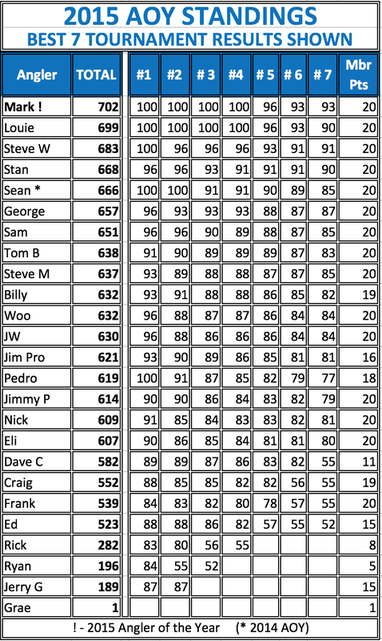 2015 AOY STANDINGS
BEST 7 TOURNAMENT RESULTS SHOWN
Angler TOTAL #1 #2 # 3 #4 # 5 # 6 # 7 Mbr Pts
Mark ! 702 100 100 100 100 96 93 93 20
Louie 699 100 100 100 100 96 93 90 20
Steve W 683 100 96 96 96 93 91 91 20
Stan 668 96 96 93 91 91 91 90 20
Sean * 666 100 100 91 91 90 89 85 20
George 657 96 93 93 93 88 87 87 20
Sam 651 96 96 90 89 88 87 85 20
Tom B 638 91 90 89 89 89 87 83 20
Steve M 637 93 89 88 88 87 87 85 20
Billy 632 93 91 88 88 86 85 82 19
Woo 632 96 88 87 87 86 84 84 20
JW 630 96 88 86 86 86 84 84 20
Jim Pro 621 93 90 89 86 85 81 81 16
Pedro 619 100 91 87 85 82 79 77 18
Jimmy P 614 90 90 86 84 83 82 79 20
Nick 609 91 85 84 83 83 82 81 20
Eli 607 90 86 85 84 81 81 80 20
Dave C 582 89 89 87 86 83 82 55 11
Craig 552 88 85 85 82 82 56 55 19
Frank 539 84 83 82 80 78 57 55 20
Ed 523 88 88 86 82 57 55 52 15
Rick 282 83 80 56 55 8
Ryan 196 84 55 52 5
Jerry G 189 87 87 15
Grae 1 1
! - 2015 Angler of the Year (* 2014 AOY)